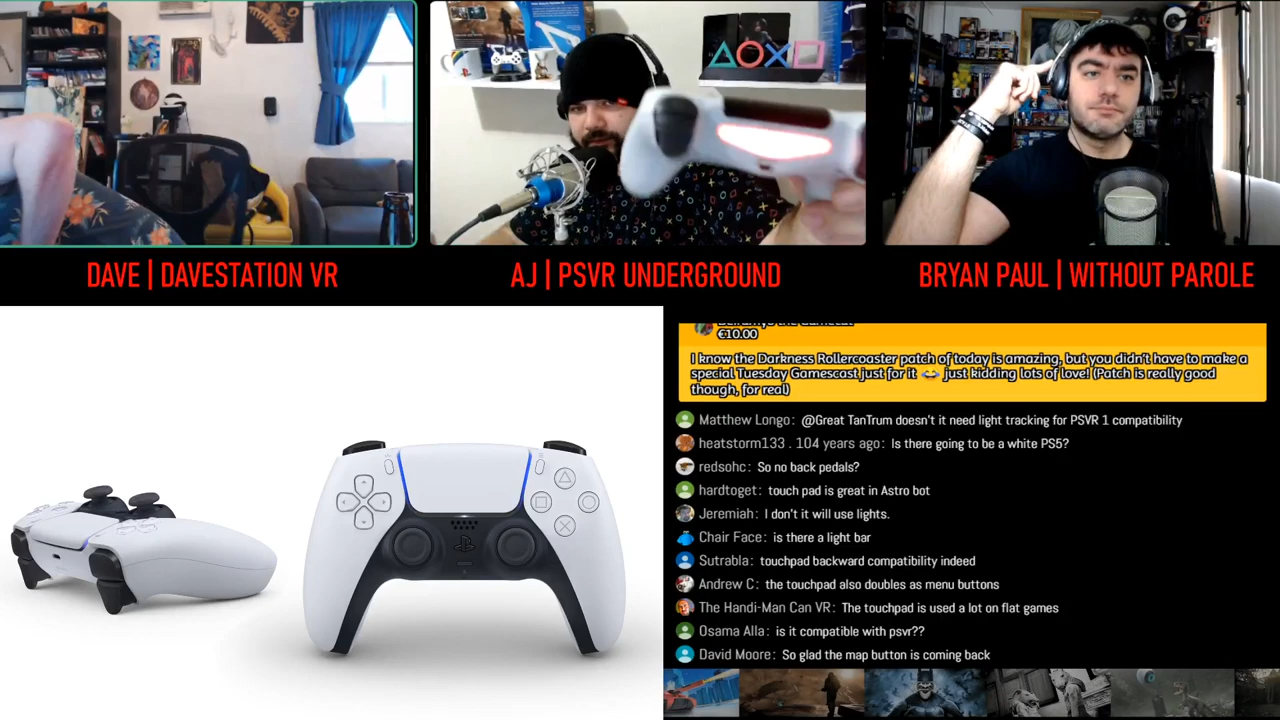 DAVE | DAVESTATION VR
AJ | PSVR UNDERGROUND
BRYAN PAUL | WITHOUT PAROLE
€10.00
I know the Darkness Rollercoaster patch of today is amazing, but you didn't have to make a
special Tuesday Gamescast just for it just kidding lots of love! (Patch is really good
though, for real)
Matthew Longo: @Great TanTrum doesn't it need light tracking for PSVR 1 compatibility
heatstorm133 . 104 years ago: Is there going to be a white PS5?
redsohc: So no back pedals?
hardtoget: touch pad is great in Astro bot
Jeremiah: I don't it will use lights.
Chair Face: is there a light bar
Sutrabla: touchpad backward compatibility indeed
Andrew C: the touchpad also doubles as menu buttons
The Handi-Man Can VR: The touchpad is used a lot on flat games
Osama Alla: is it compatible with psvr??
David Moore: So glad the map button is coming back